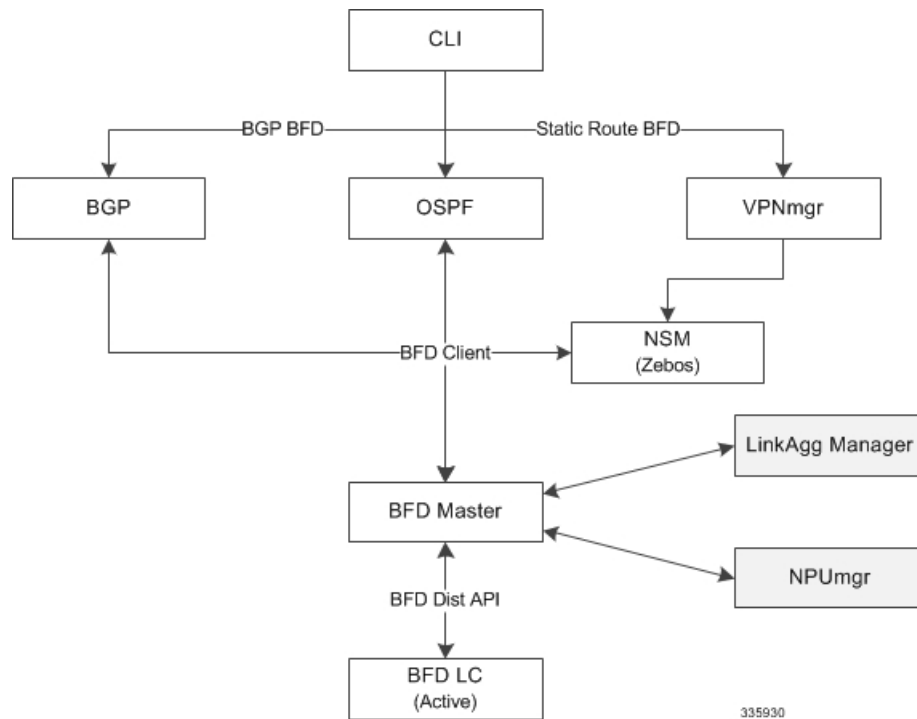 CLI
BGP BFD
Static Route BFD
BGP
OSPF
VPNmgr
BFD Client
NSM
(Zebos)
LinkAgg Manager
BFD Master
NPUmgr
BFD Dist API
BFD LC
(Active)
335930